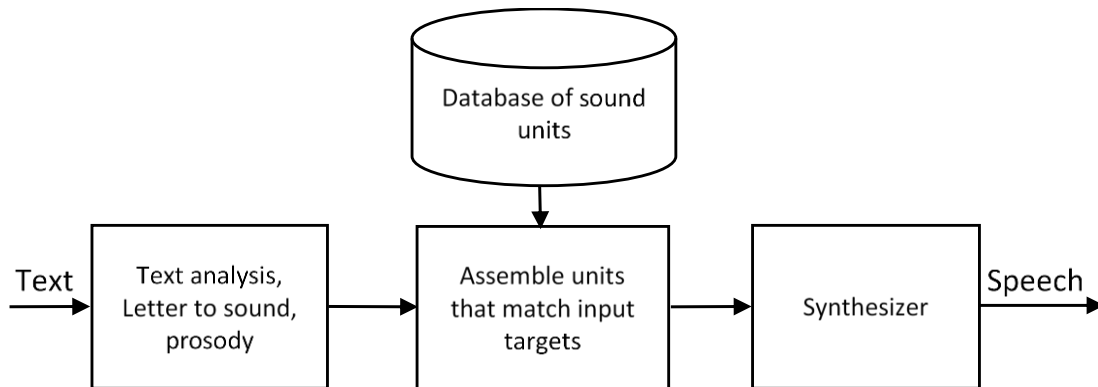 Database of sound
units
Text
Text analysis,
Letter to sound,
prosody
Assemble units
that match input
targets
Synthesizer
Speech